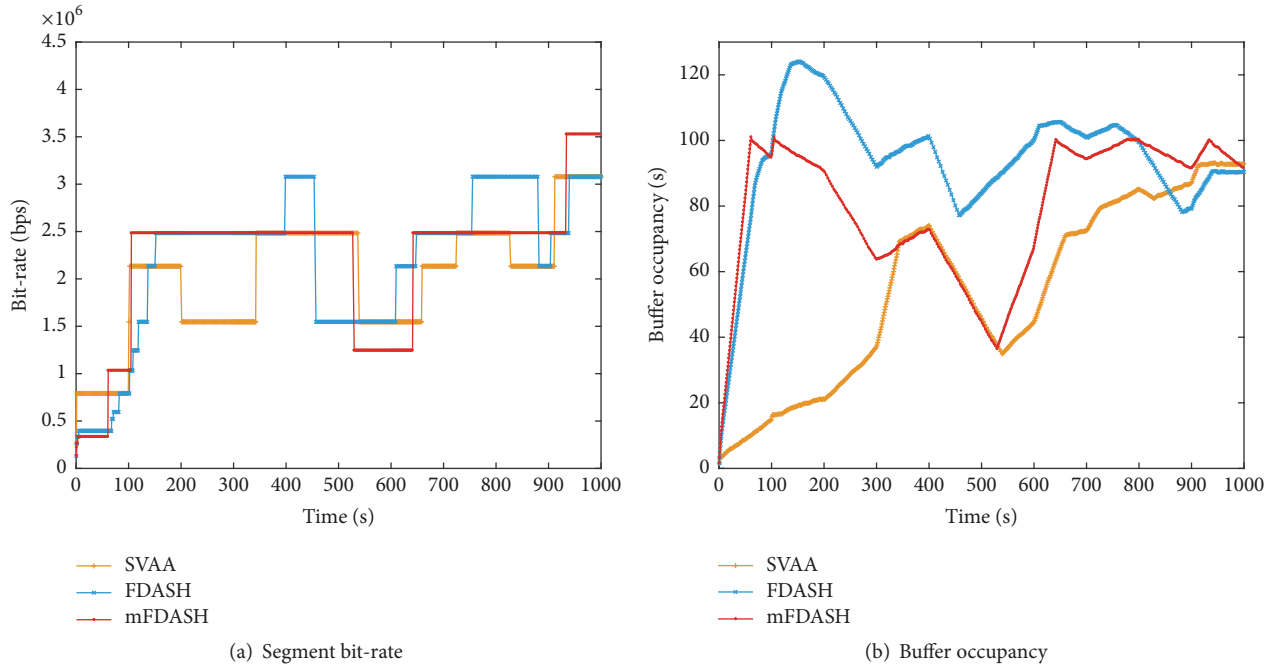 ×10⁶
4.5
4
3.5
3
2.5
2
1.5
1
0.5
0
Bit-rate (bps)
0 100 200 300 400 500 600 700 800 900 1000
Time (s)
SVAA
FDASH
mFDASH
(a) Segment bit-rate
120
100
80
60
40
20
0
Buffer occupancy (s)
0 100 200 300 400 500 600 700 800 900 1000
Time (s)
SVAA
FDASH
mFDASH
(b) Buffer occupancy